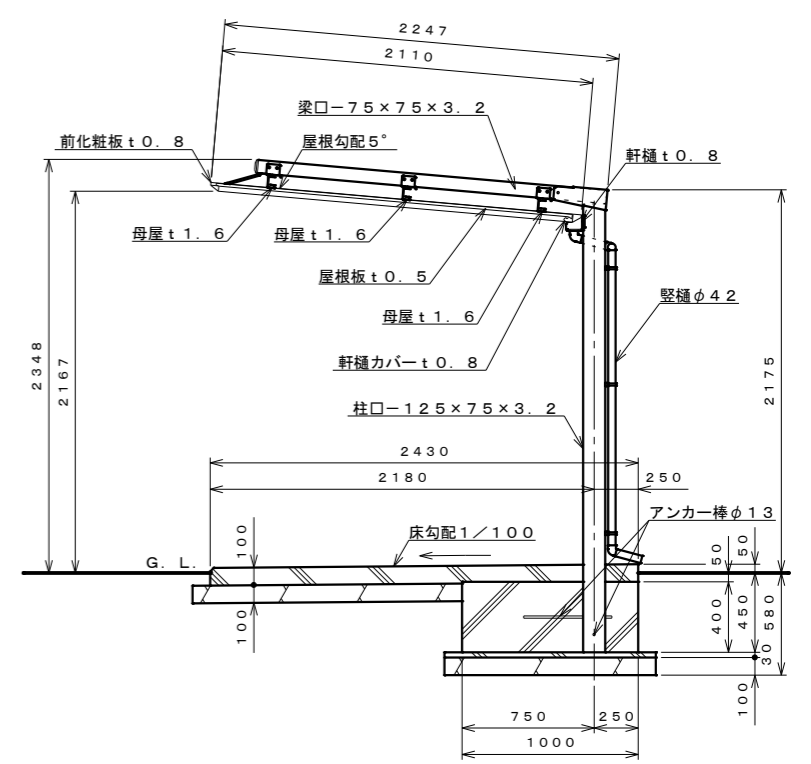 2247
2110
梁口－75×75×3.2
前化粧板t0.8
屋根勾配5°
軒樋t0.8
母屋t1.6
母屋t1.6
屋根板t0.5
母屋t1.6
竪樋φ42
軒樋カバーt0.8
2348
2167
2175
柱口－125×75×3.2
2430
2180
250
アンカー棒φ13
床勾配1／100
G.L.
100
100
50
50
400
450
580
30
100
750
250
1000